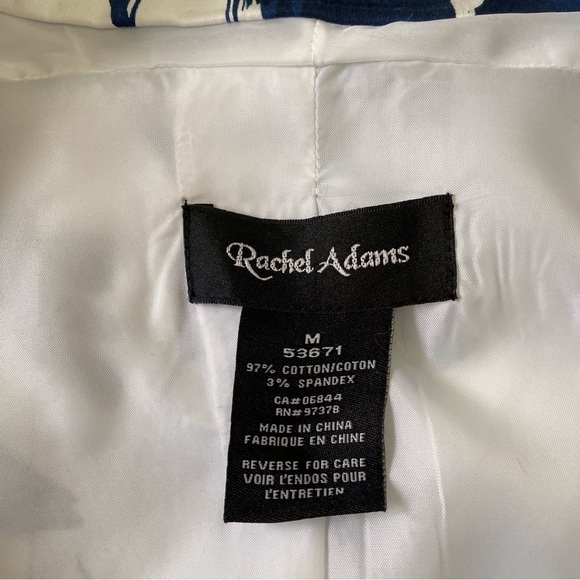 Rachel Adams
M
53671
97% COTTON/COTON
3% SPANDEX
CA#06844
RN#97378
MADE IN CHINA
FABRIQUE EN CHINE
REVERSE FOR CARE
VOIR L'ENDOS POUR
L'ENTRETIEN